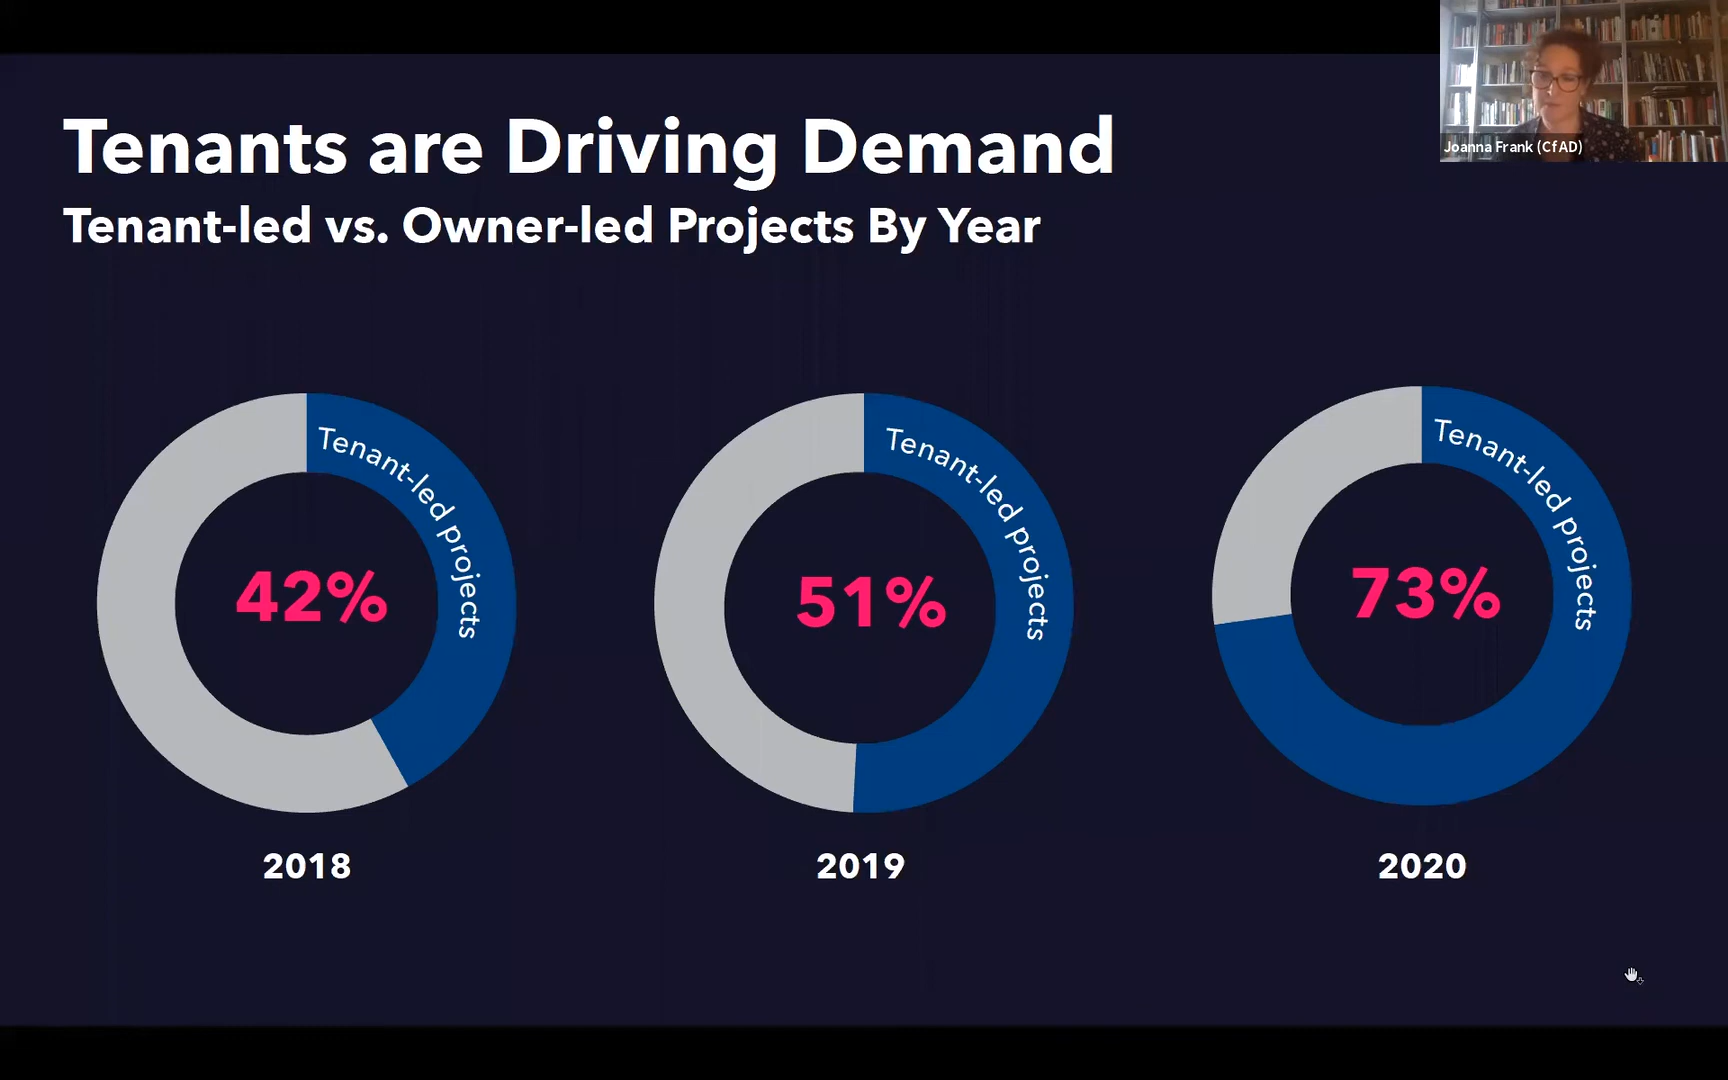 Joanna Frank (CfAD)
Tenants are Driving Demand
Tenant-led vs. Owner-led Projects By Year
Tenant-led projects
42%
2018
Tenant-led projects
51%
2019
Tenant-led projects
73%
2020